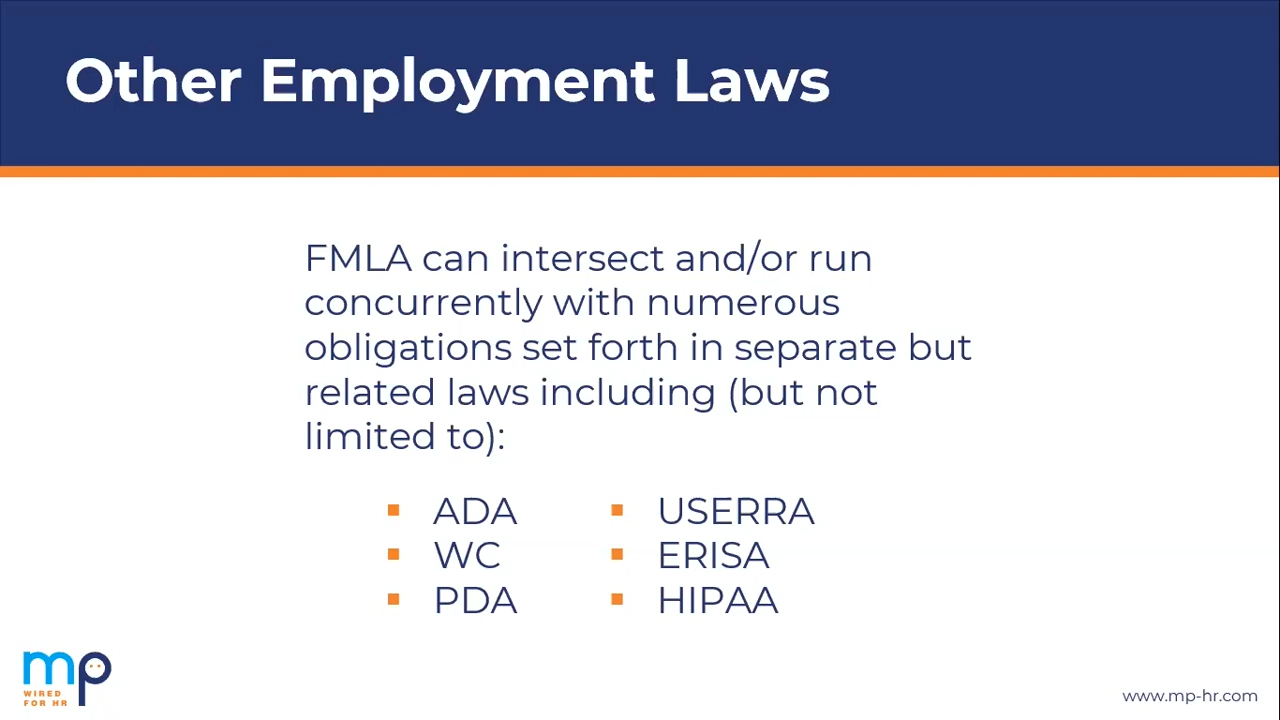 Other Employment Laws
FMLA can intersect and/or run
concurrently with numerous
obligations set forth in separate but
related laws including (but not
limited to):
▪ ADA
▪ WC
▪ PDA
▪ USERRA
▪ ERISA
▪ HIPAA
mp
WIRED
FOR HR
www.mp-hr.com